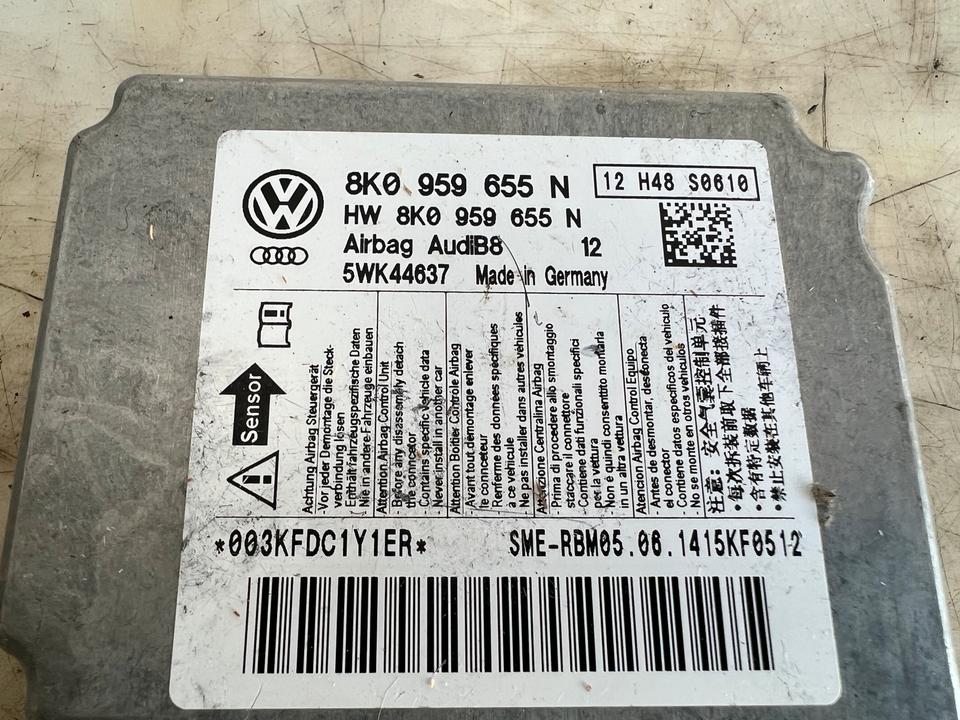 8K0 959 655 N
12 H48 S0610
HW 8K0 959 655 N
Airbag AudiB8 12
5WK44637 Made in Germany
Sensor
Achtung Airbag Steuergerät
-Vor jeder Demontage die Steck-
verbindung lösen
-Enthält fahrzeugspezifische Daten
-Nie in andere Fahrzeuge einbauen
Attention Airbag Control Unit
- Before any disassembly detach
the connector
- Contains specific vehicle data
- Never install in another car
Attention Boîtier Controle Airbag
- Avant tout démontage enlever
le conceteur
- Renferme des données spécifiques
a ce vehicule
- Ne pas installer dans autres véhicules
Attenzione Centralina Airbag
- Prima di procedere allo smontaggio
staccare il connettore
- Contiene dati funzionali specifici
per la vettura
- Non é quindi consentitto montarla
in un altra vettura
Atencion Airbag Control Equipo
- Antes de desmontar, desconecta
el conector
- Contiene datos especificos del vehiculo
- No se monte en otros vehiculos
注意: 安全气囊控制单元
•每次拆装前取下全部接插件
•含有特定数据
•禁止安装在其他车辆上
*003KFDC1Y1ER* SME-RBM05.06.1415KF0512